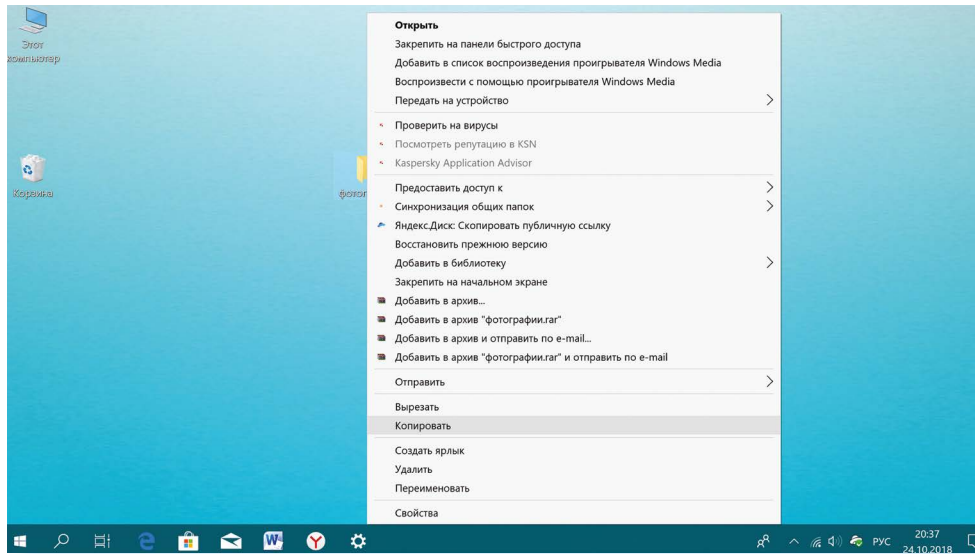 Этот
компьютер
Корзина
фотог
Открыть
Закрепить на панели быстрого доступа
Добавить в список воспроизведения проигрывателя Windows Media
Воспроизвести с помощью проигрывателя Windows Media
Передать на устройство
Проверить на вирусы
Посмотреть репутацию в KSN
Kaspersky Application Advisor
Предоставить доступ к
Синхронизация общих папок
Яндекс.Диск: Скопировать публичную ссылку
Восстановить прежнюю версию
Добавить в библиотеку
Закрепить на начальном экране
Добавить в архив...
Добавить в архив "фотографии.rar"
Добавить в архив и отправить по e-mail...
Добавить в архив "фотографии.rar" и отправить по e-mail
Отправить
Вырезать
Копировать
Создать ярлык
Удалить
Переименовать
Свойства
РУС
20:37
24.10.2018